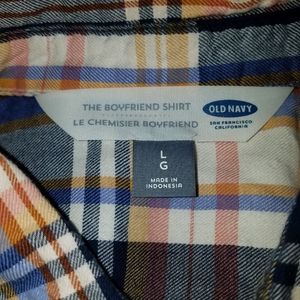 THE BOYFRIEND SHIRT
LE CHEMISIER BOYFRIEND
OLD NAVY
SAN FRANCISCO
CALIFORNIA
L
G
MADE IN
INDONESIA